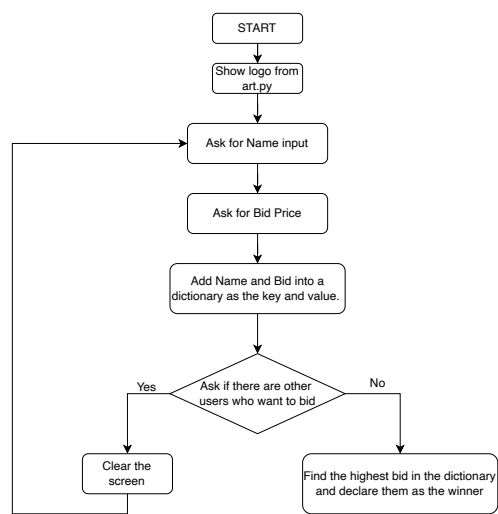 START
Show logo from
art.py
Ask for Name input
Ask for Bid Price
Add Name and Bid into a
dictionary as the key and value.
Ask if there are other
users who want to bid
Yes
No
Clear the
screen
Find the highest bid in the dictionary
and declare them as the winner